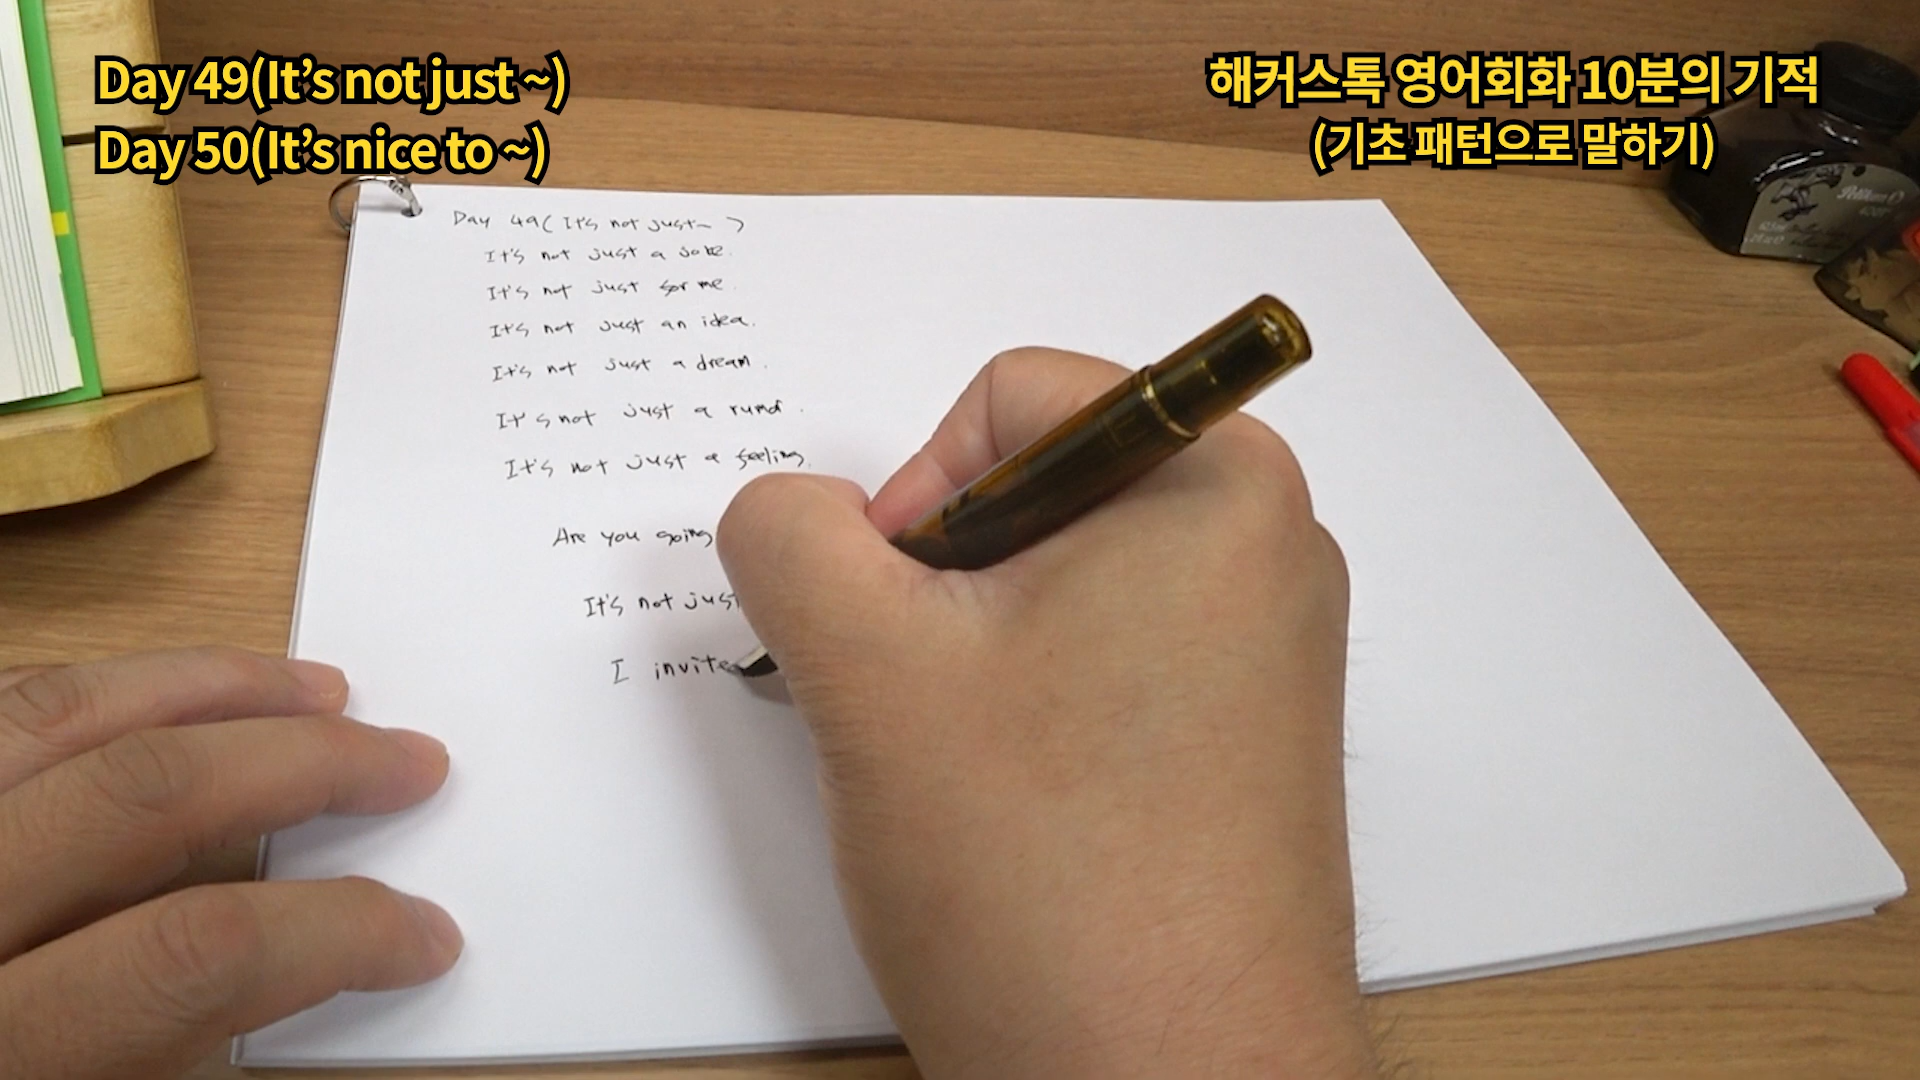 Day 49(It's not just ~)
Day 50(It's nice to ~)
해커스톡 영어회화 10분의 기적
(기초 패턴으로 말하기)
Day 49( It's not just~ )
It's not just a joke.
It's not just for me.
It's not just an idea.
It's not just a dream.
It's not just a rumor.
It's not just a feeling.
Are you going
It's not just
I invite
Pelikan
4001